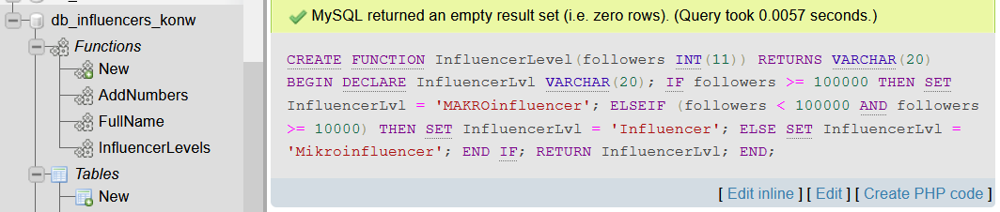 db_influencers_konw
Functions
New
AddNumbers
FullName
InfluencerLevels
Tables
New
MySQL returned an empty result set (i.e. zero rows). (Query took 0.0057 seconds.)
CREATE FUNCTION InfluencerLevel(followers INT(11)) RETURNS VARCHAR(20)
BEGIN DECLARE InfluencerLvl VARCHAR(20); IF followers >= 100000 THEN SET
InfluencerLvl = 'MAKROinfluencer'; ELSEIF (followers < 100000 AND followers
>= 10000) THEN SET InfluencerLvl = 'Influencer'; ELSE SET InfluencerLvl =
'Mikroinfluencer'; END IF; RETURN InfluencerLvl; END;
[ Edit inline ] [ Edit ] [ Create PHP code ]